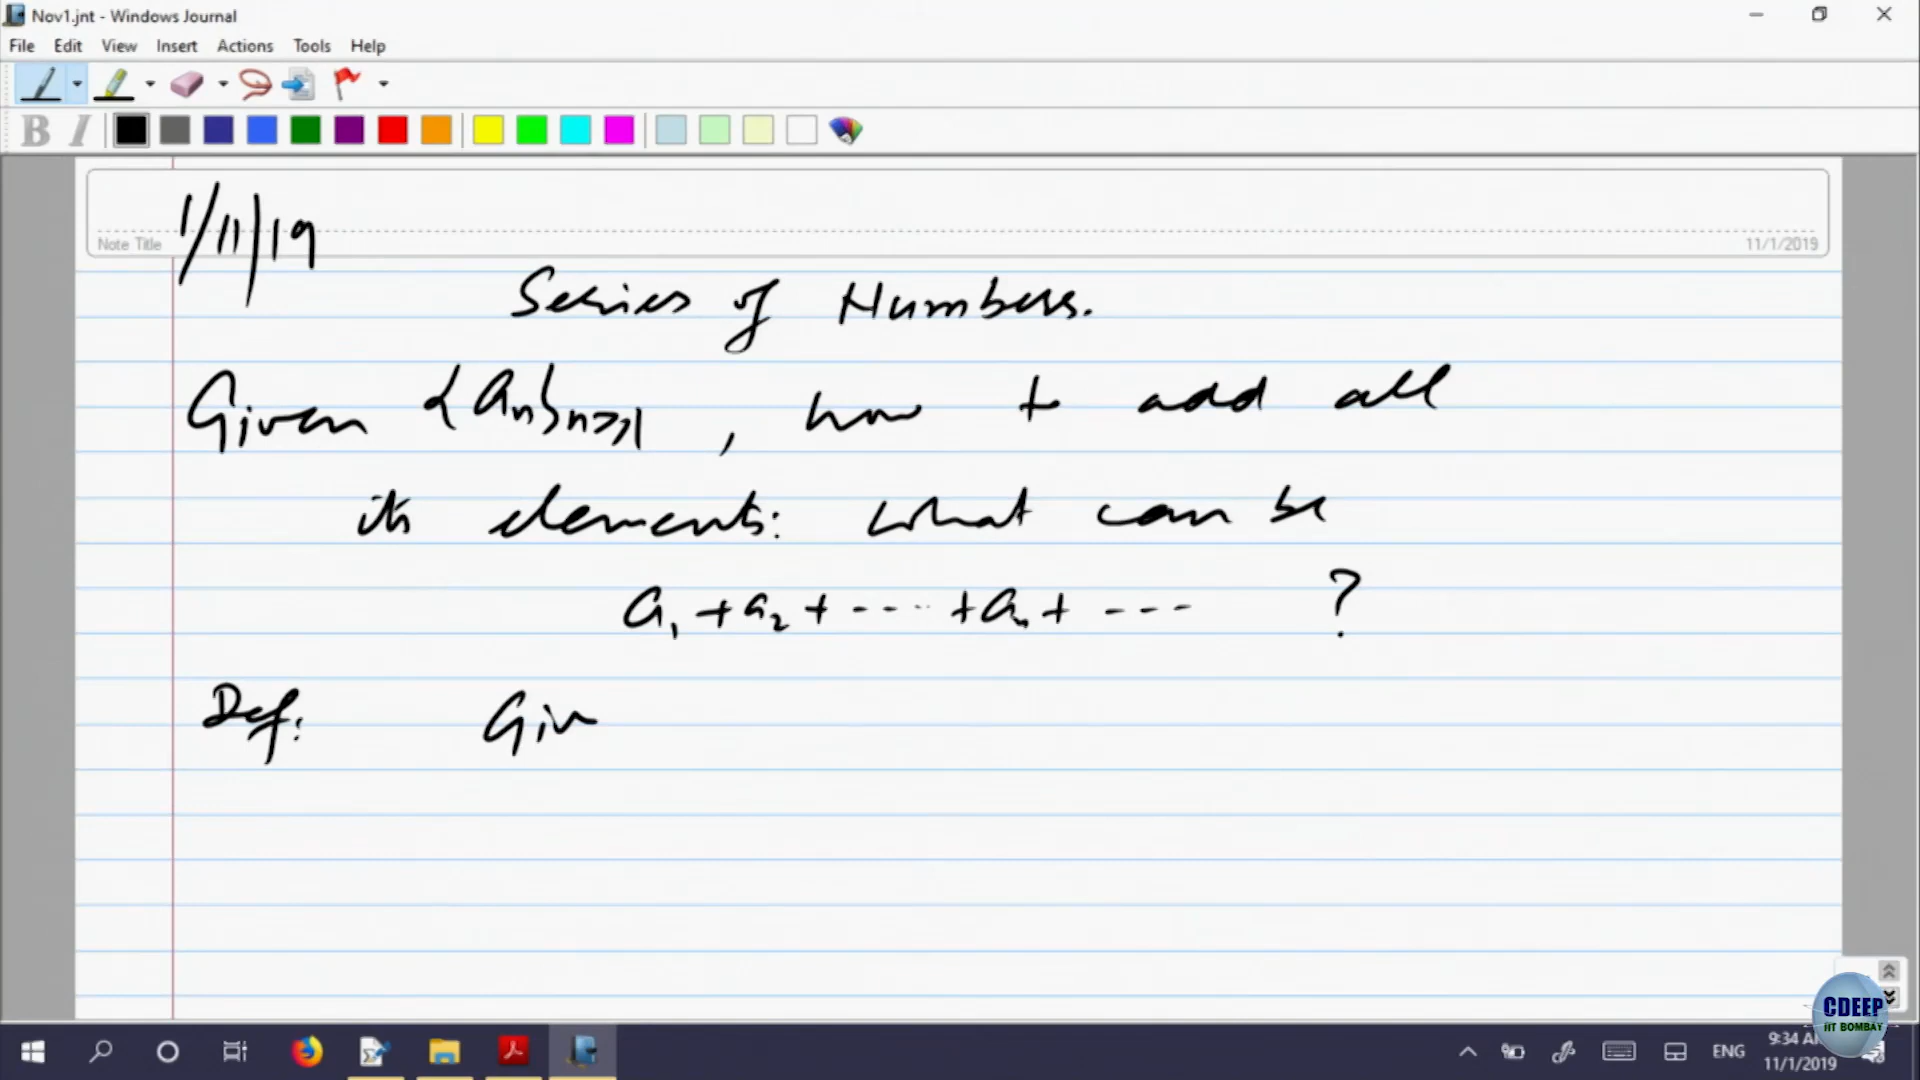 Nov1.jnt - Windows Journal
File Edit View Insert Actions Tools Help
B I
1/11/19
Note Title 11/1/2019
Series of Numbers.
Given {an}n≥1, how to add all
its elements: what can be
a1 + a2 + ---- + an + --- ?
Def: Giv
CDEEP
IIT BOMBAY
ENG 9:34 AM
11/1/2019